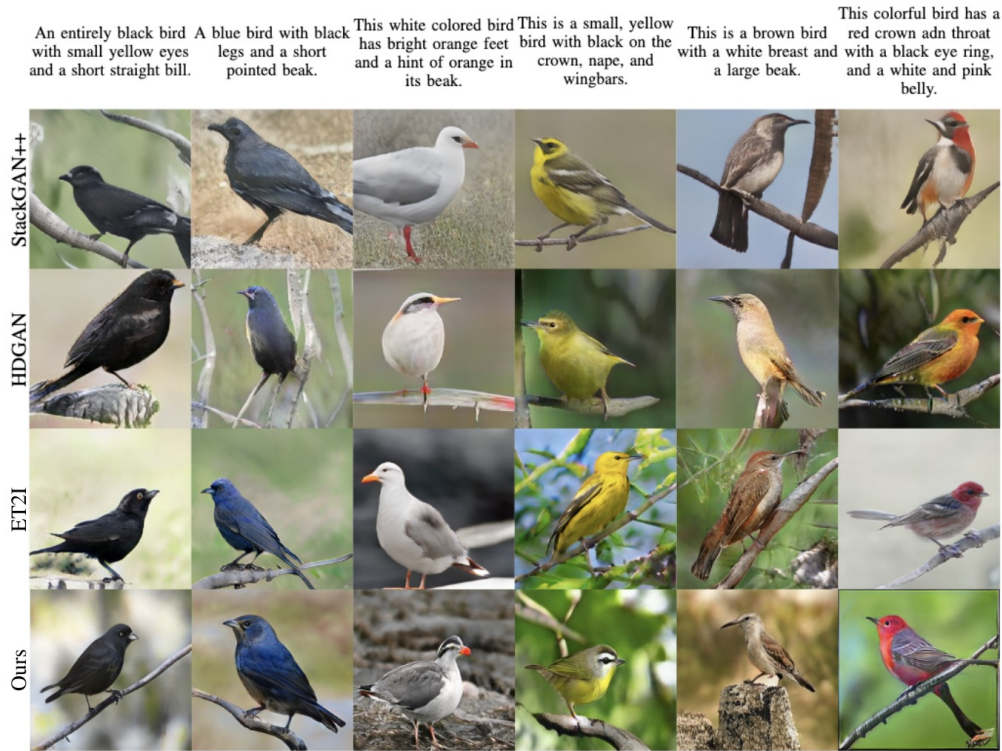 An entirely black bird
with small yellow eyes
and a short straight bill.
A blue bird with black
legs and a short
pointed beak.
This white colored bird
has bright orange feet
and a hint of orange in
its beak.
This is a small, yellow
bird with black on the
crown, nape, and
wingbars.
This is a brown bird
with a white breast and
a large beak.
This colorful bird has a
red crown adn throat
with a black eye ring,
and a white and pink
belly.
StackGAN++
HDGAN
ET2I
Ours